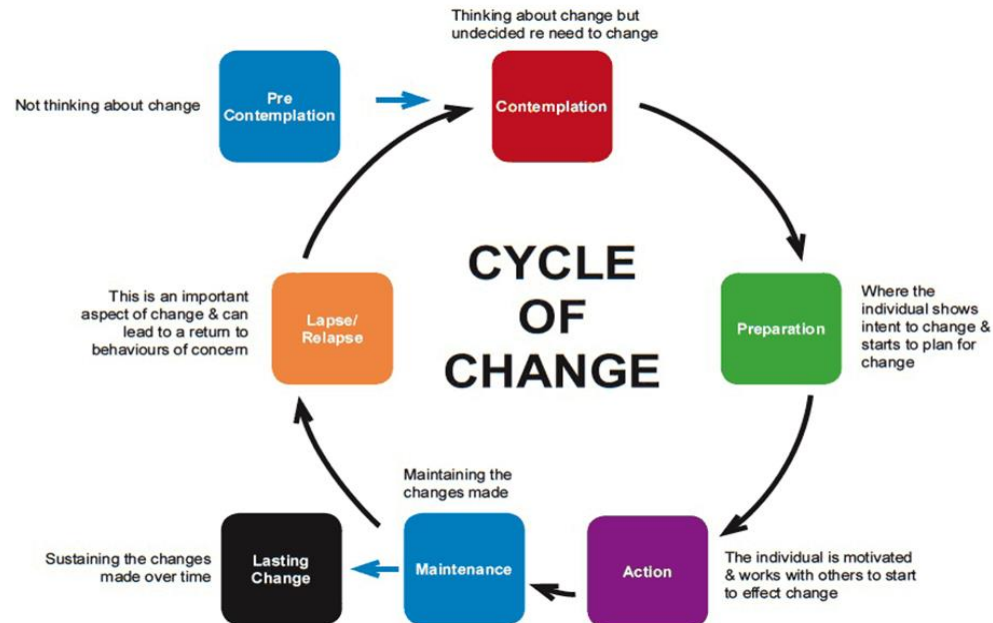 Thinking about change but
undecided re need to change
Not thinking about change
Pre
Contemplation
Contemplation
CYCLE
OF
CHANGE
This is an important
aspect of change & can
lead to a return to
behaviours of concern
Lapse/
Relapse
Preparation
Where the
individual shows
intent to change &
starts to plan for
change
Maintaining the
changes made
Sustaining the changes
made over time
Lasting
Change
Maintenance
Action
The individual is motivated
& works with others to start
to effect change